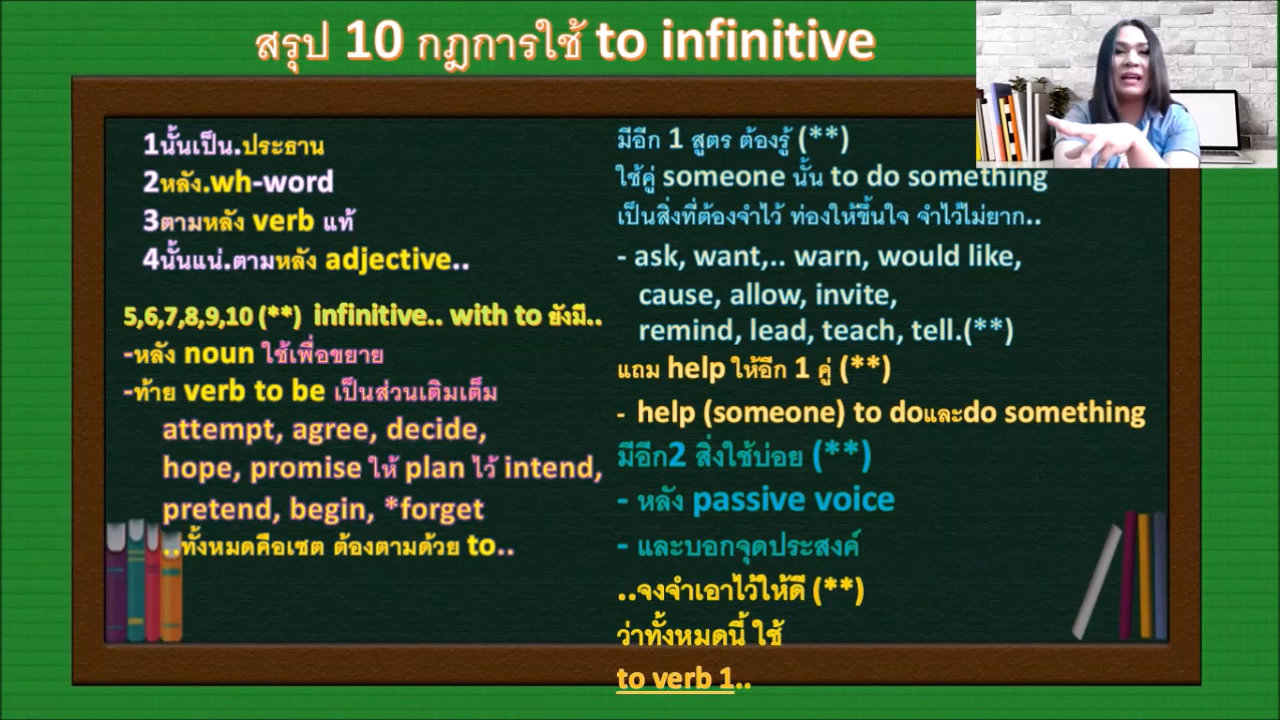 สรุป 10 กฎการใช้ to infinitive
1นั้นเป็น.ประธาน
2หลัง.wh-word
3ตามหลัง verb แท้
4นั้นแน่.ตามหลัง adjective..
5,6,7,8,9,10 (**) infinitive.. with to ยังมี..
-หลัง noun ใช้เพื่อขยาย
-ท้าย verb to be เป็นส่วนเติมเต็ม
attempt, agree, decide,
hope, promise ให้ plan ไว้ intend,
pretend, begin, *forget
..ทั้งหมดคือเซต ต้องตามด้วย to..
มีอีก 1 สูตร ต้องรู้ (**)
ใช้คู่ someone นั้น to do something
เป็นสิ่งที่ต้องจำไว้ ท่องให้ขึ้นใจ จำไว้ไม่ยาก..
- ask, want,.. warn, would like,
cause, allow, invite,
remind, lead, teach, tell.(**)
แถม help ให้อีก 1 คู่ (**)
- help (someone) to doและdo something
มีอีก2 สิ่งใช้บ่อย (**)
- หลัง passive voice
- และบอกจุดประสงค์
..จงจำเอาไว้ให้ดี (**)
ว่าทั้งหมดนี้ ใช้
to verb 1..